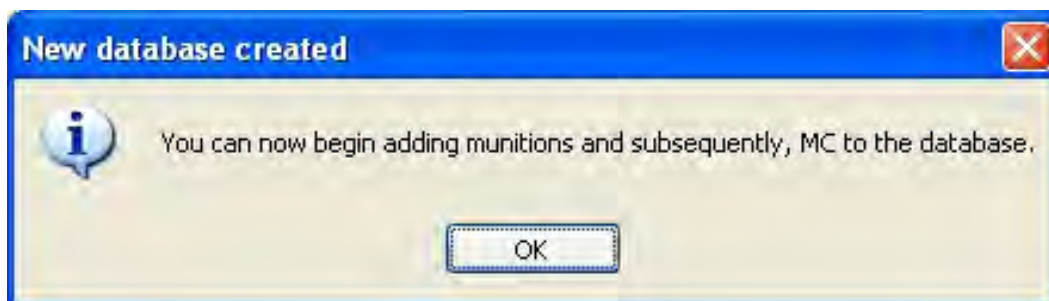 New database created
You can now begin adding munitions and subsequently, MC to the database.
OK